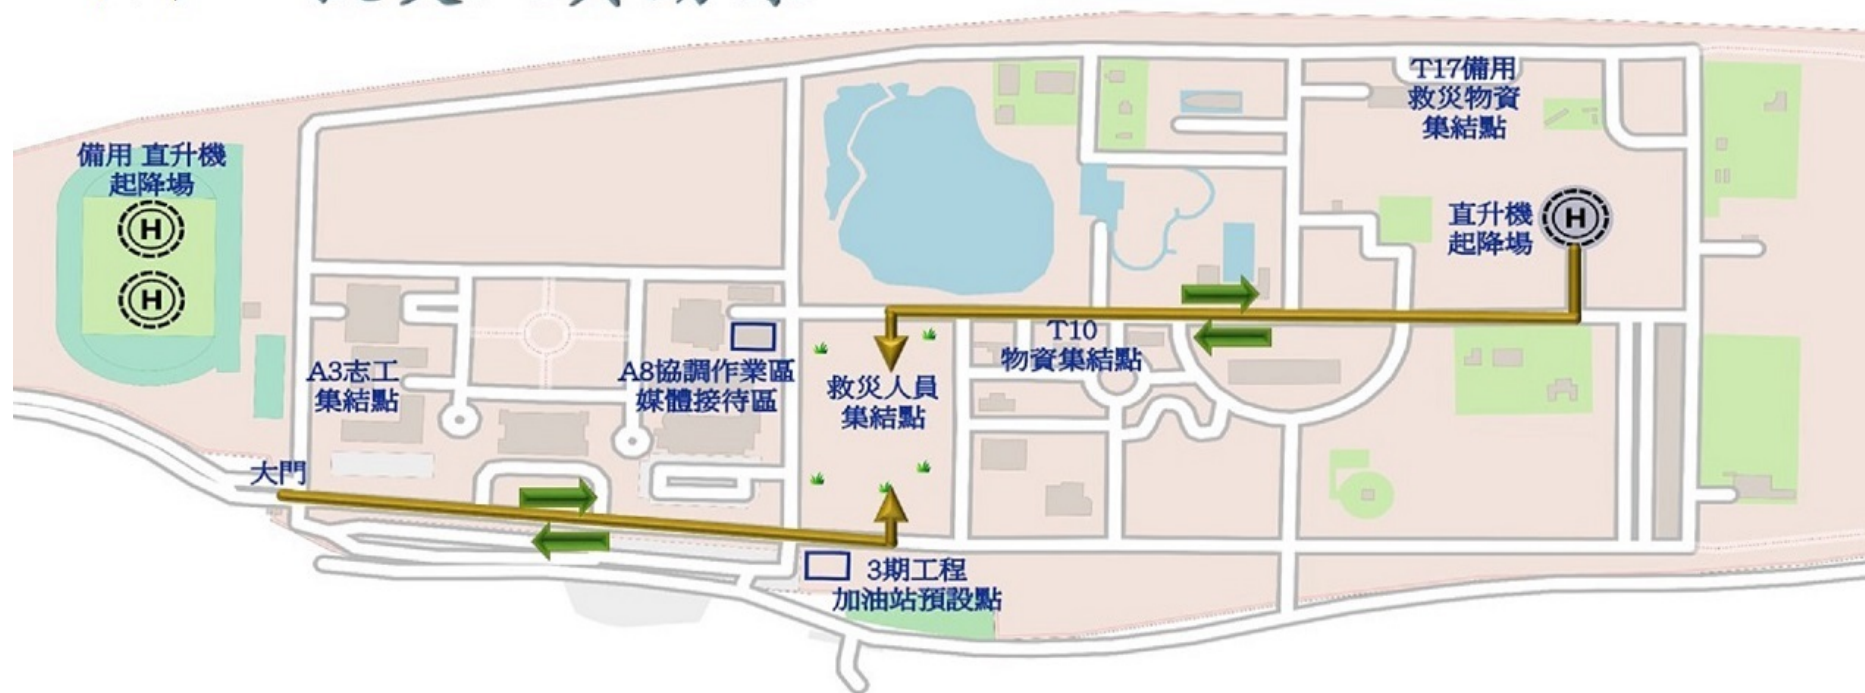 T17備用
救災物資
集結點
備用 直升機
起降場
H
H
直升機
起降場
H
T10
物資集結點
A3志工
集結點
A8協調作業區
媒體接待區
救災人員
集結點
大門
3期工程
加油站預設點